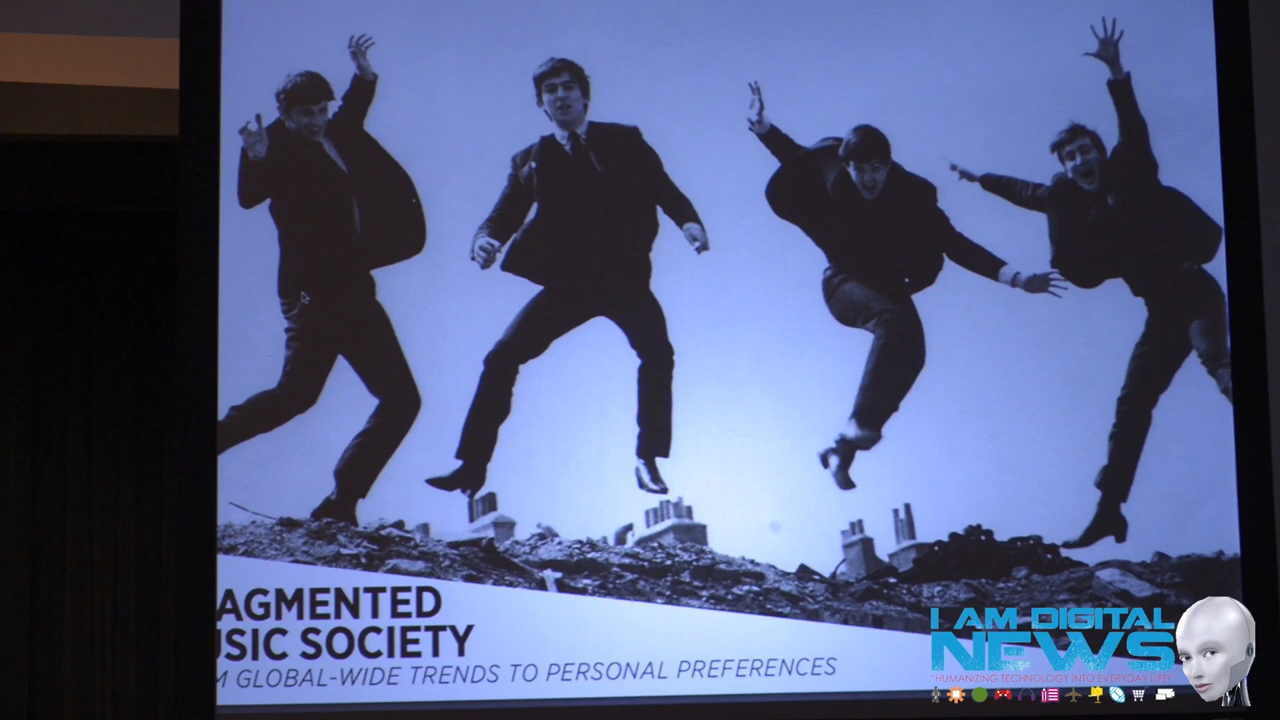 AGMENTED
USIC SOCIETY
M GLOBAL-WIDE TRENDS TO PERSONAL PREFERENCES
I AM DIGITAL
NEWS
"HUMANIZING TECHNOLOGY INTO EVERYDAY LIFE!"